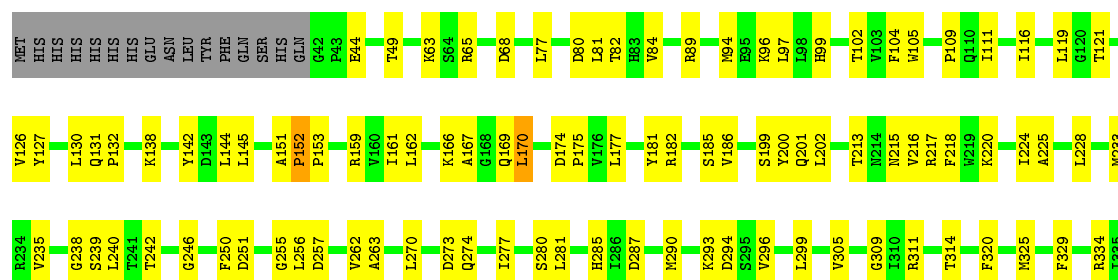 MET HIS HIS HIS HIS HIS HIS GLU ASN LEU TYR PHE GLN SER HIS GLN G42 P43 E44 T49 K63 S64 R65 D68 L77 D80 L81 T82 H83 V84 R89 M94 E95 K96 L97 L98 H99 T102 V103 F104 W105 P109 Q110 I111 I116 L119 G120 T121
V126 Y127 L130 Q131 P132 K138 Y142 D143 L144 L145 A151 P152 P153 R159 V160 I161 L162 K166 A167 G168 Q169 L170 D174 P175 V176 L177 Y181 R182 S185 V186 S199 Y200 Q201 L202 T213 N214 N215 V216 R217 F218 W219 K220 I224 A225 L228 M232
R234 V235 G238 S239 L240 T241 T242 G246 F250 D251 G255 L256 D257 V262 A263 L270 D273 Q274 I277 S280 L281 H285 I286 D287 M290 K293 D294 S295 V296 L299 V305 G309 I310 R311 T314 F320 M325 F329 R334